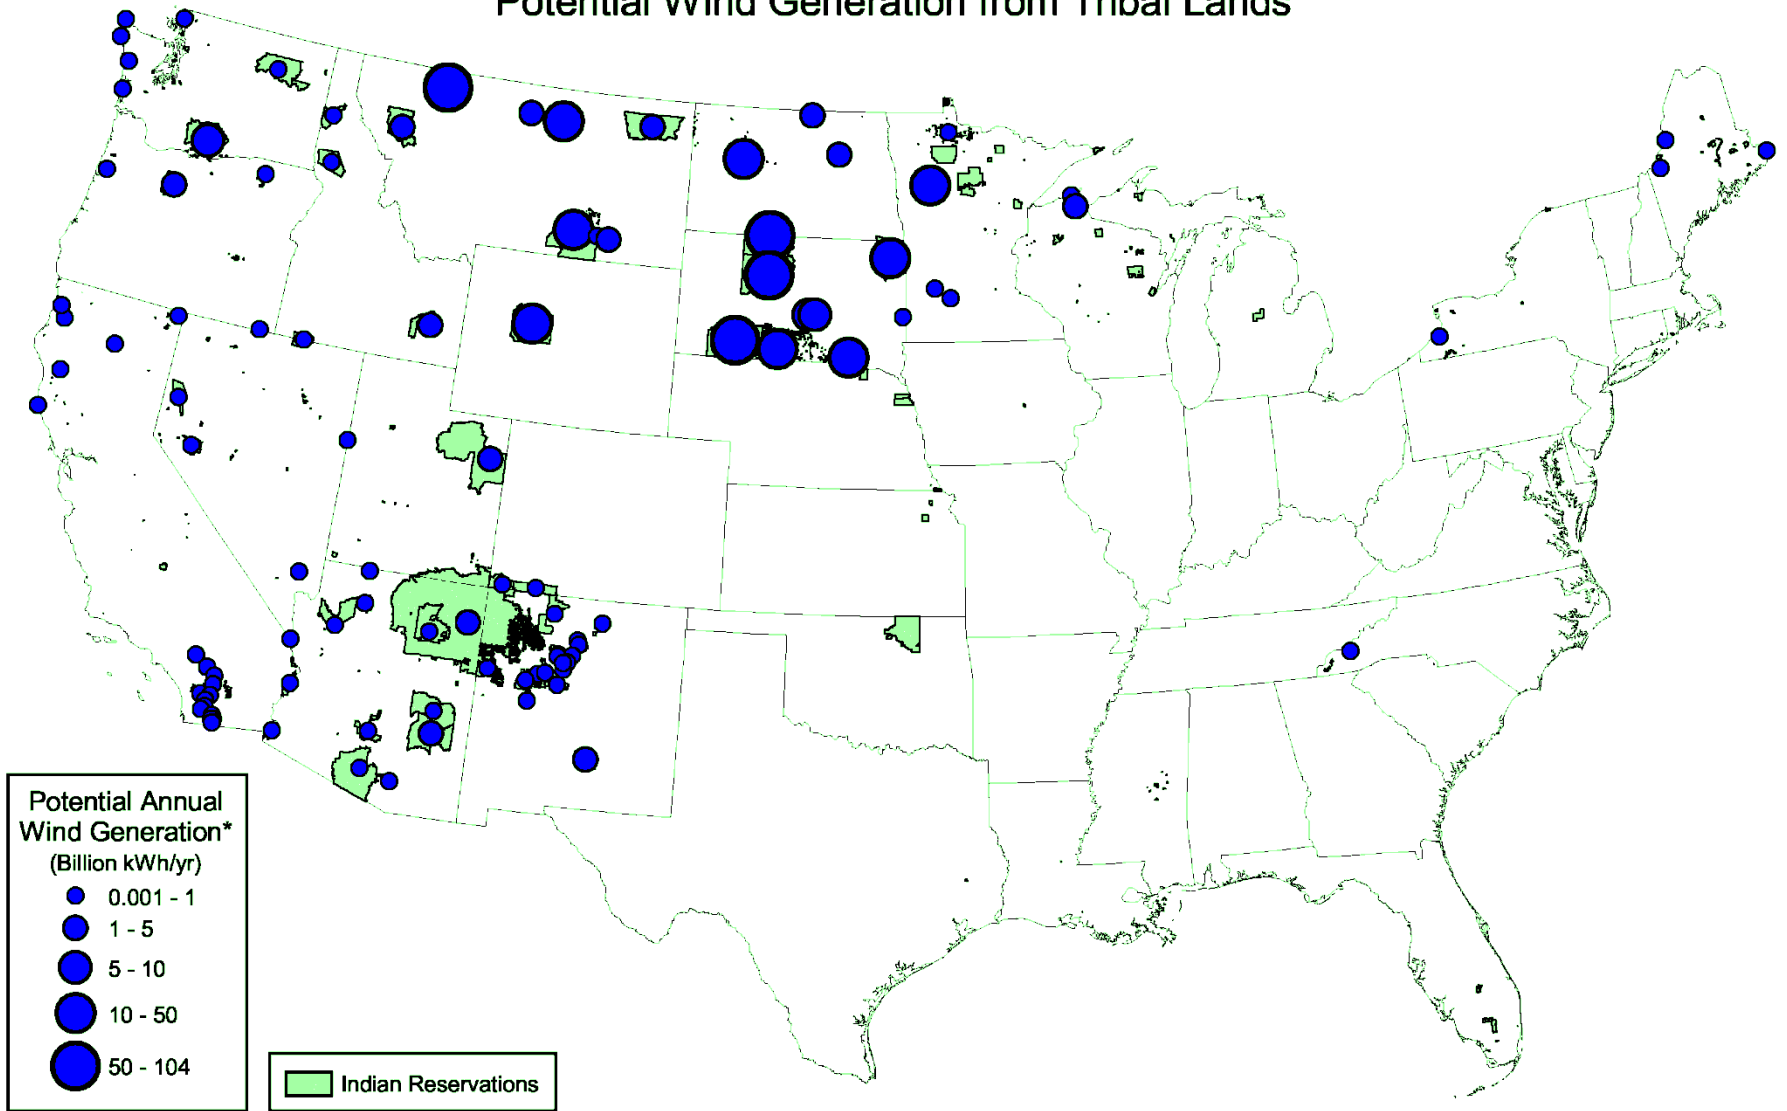 Potential Wind Generation from Tribal Lands
Potential Annual
Wind Generation*
(Billion kWh/yr)
0.001 - 1
1 - 5
5 - 10
10 - 50
50 - 104
Indian Reservations